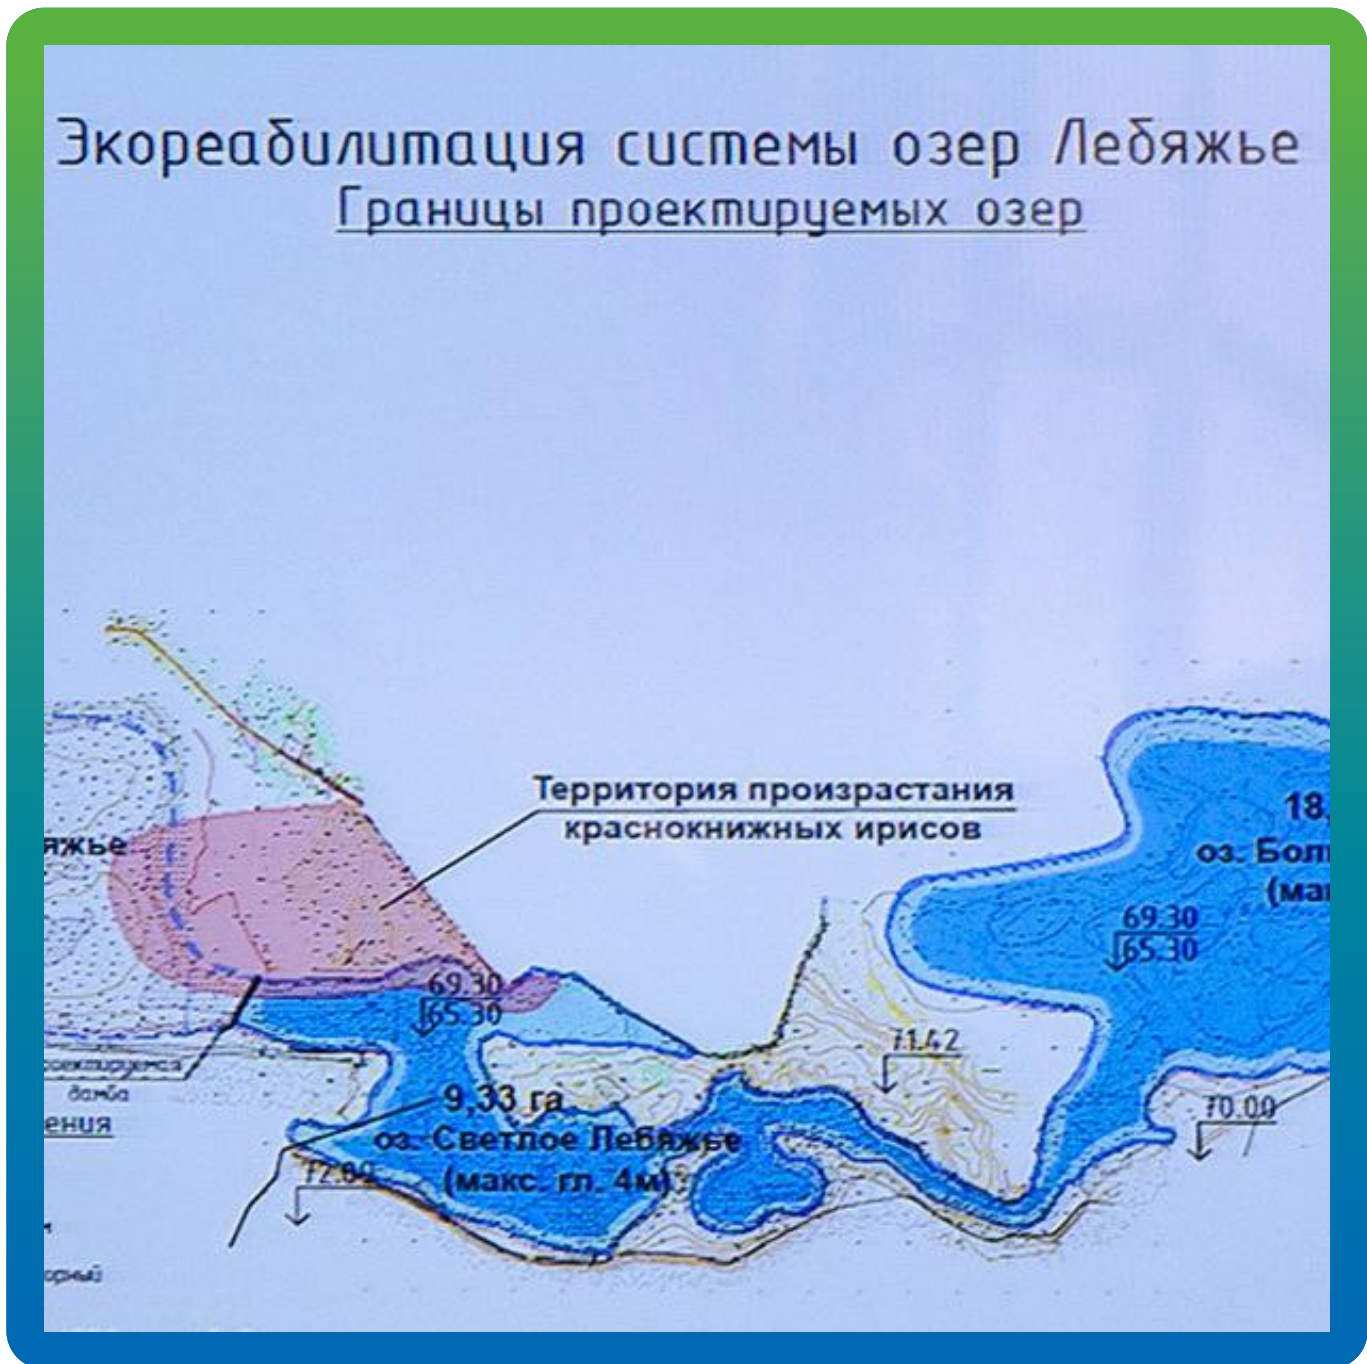 Экореабилитация системы озер Лебяжье
Границы проектируемых озер
Территория произрастания
краснокнижных ирисов
яжье
18.
оз. Бол
(ма
69.30
65.30
69.30
65.30
71.42
дамба
9,33 га
70.00
ения
оз. Светлое Лебяжье
(макс. гл. 4м)
72.00
орный